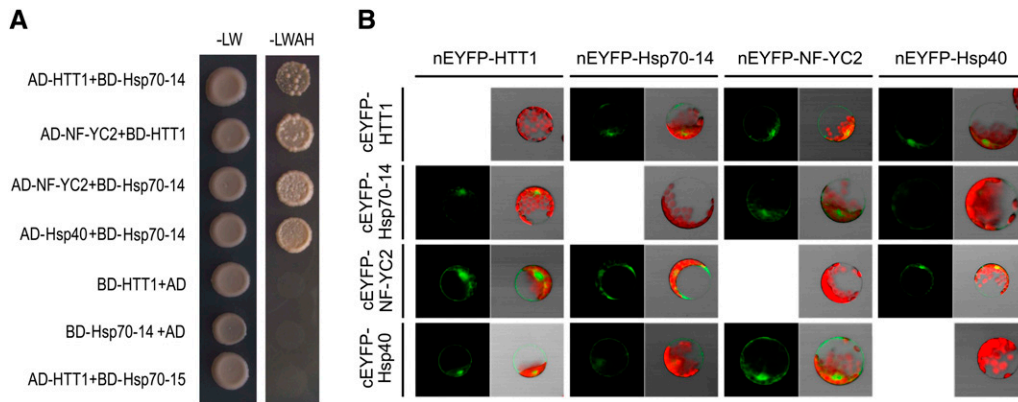 A
-LW
-LWAH
AD-HTT1+BD-Hsp70-14
AD-NF-YC2+BD-HTT1
AD-NF-YC2+BD-Hsp70-14
AD-Hsp40+BD-Hsp70-14
BD-HTT1+AD
BD-Hsp70-14 +AD
AD-HTT1+BD-Hsp70-15
B
nEYFP-HTT1
nEYFP-Hsp70-14
nEYFP-NF-YC2
nEYFP-Hsp40
cEYFP-
HTT1
cEYFP-
Hsp70-14
cEYFP-
NF-YC2
cEYFP-
Hsp40